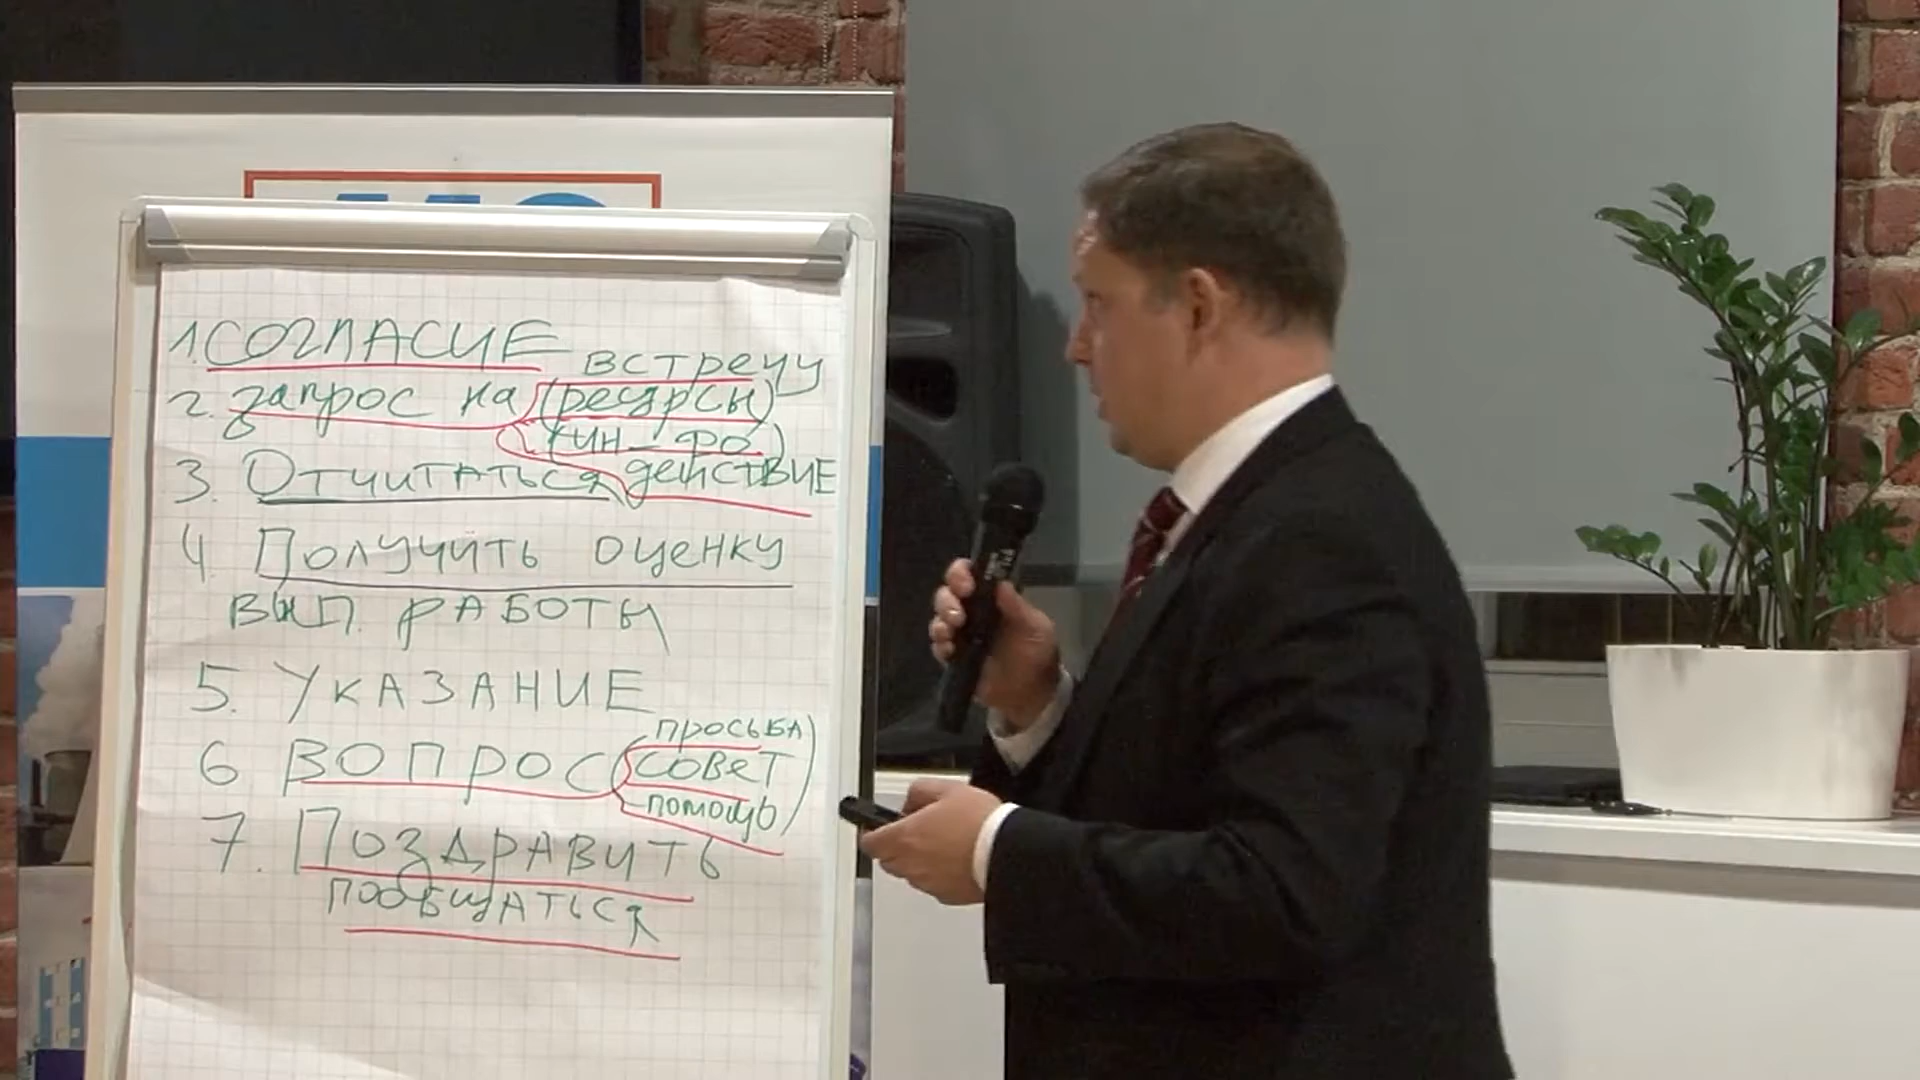 1. СОГЛАСИЕ
встречу
2. запрос на (ресурсы)
(ин-фо)
3. Отчитаться действие
4 Получить оценку
вып. РАБОТЫ
5. УКАЗАНИЕ
просьба
6 ВОПРОС (совет
помощь)
7. Поздравить
пообщаться